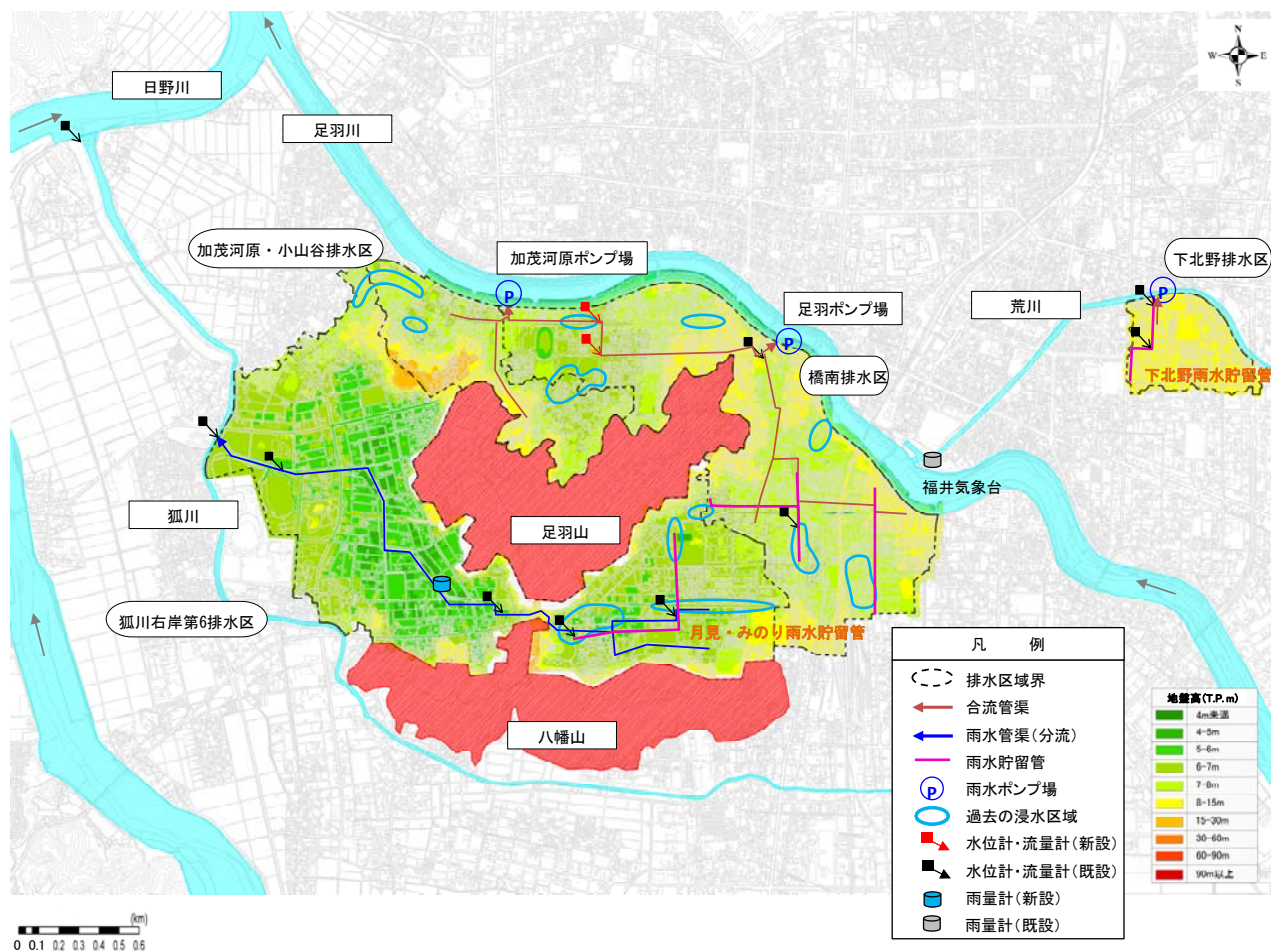 N
W E
S
日野川
足羽川
加茂河原・小山谷排水区
加茂河原ポンプ場
下北野排水区
足羽ポンプ場
荒川
P
P
P
橋南排水区
下北野雨水貯留管
福井気象台
狐川
足羽山
狐川右岸第6排水区
月見・みのり雨水貯留管
八幡山
凡 例
排水区域界
合流管渠
雨水管渠(分流)
雨水貯留管
P 雨水ポンプ場
過去の浸水区域
水位計・流量計(新設)
水位計・流量計(既設)
雨量計(新設)
雨量計(既設)
地盤高(T.P.m)
4m未満
4-5m
5-6m
6-7m
7-8m
8-15m
15-30m
30-60m
60-90m
90m以上
(km)
0 0.1 0.2 0.3 0.4 0.5 0.6